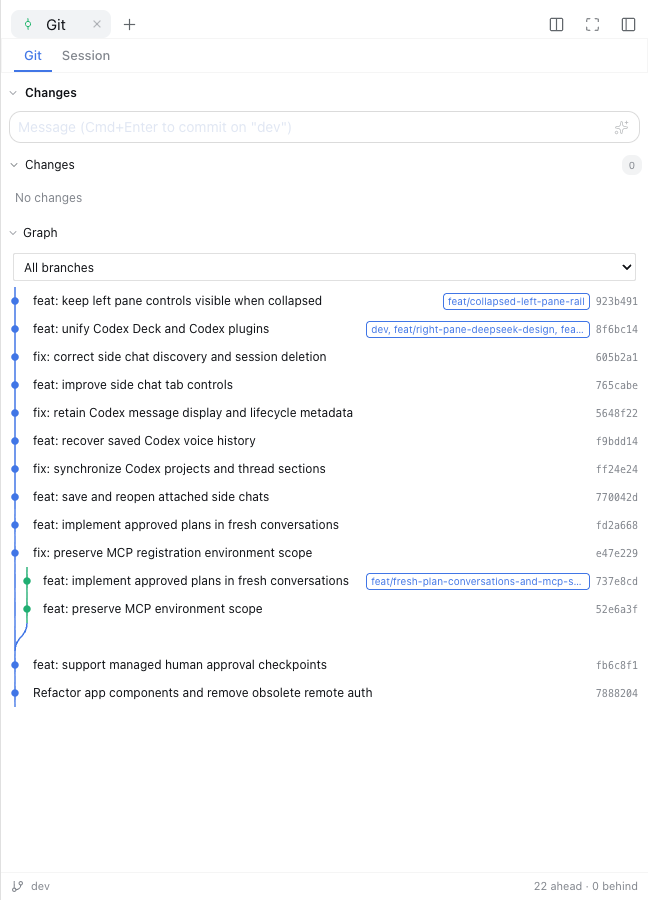 Git
Git Session
Changes
Message (Cmd+Enter to commit on "dev")
Changes 0
No changes
Graph
All branches
feat: keep left pane controls visible when collapsed feat/collapsed-left-pane-rail 923b491
feat: unify Codex Deck and Codex plugins dev, feat/right-pane-deepseek-design, fea... 8f6bc14
fix: correct side chat discovery and session deletion 605b2a1
feat: improve side chat tab controls 765cabe
fix: retain Codex message display and lifecycle metadata 5648f22
feat: recover saved Codex voice history f9bdd14
fix: synchronize Codex projects and thread sections ff24e24
feat: save and reopen attached side chats 770042d
feat: implement approved plans in fresh conversations fd2a668
fix: preserve MCP registration environment scope e47e229
feat: implement approved plans in fresh conversations feat/fresh-plan-conversations-and-mcp-s... 737e8cd
feat: preserve MCP environment scope 52e6a3f
feat: support managed human approval checkpoints fb6c8f1
Refactor app components and remove obsolete remote auth 7888204
dev 22 ahead · 0 behind